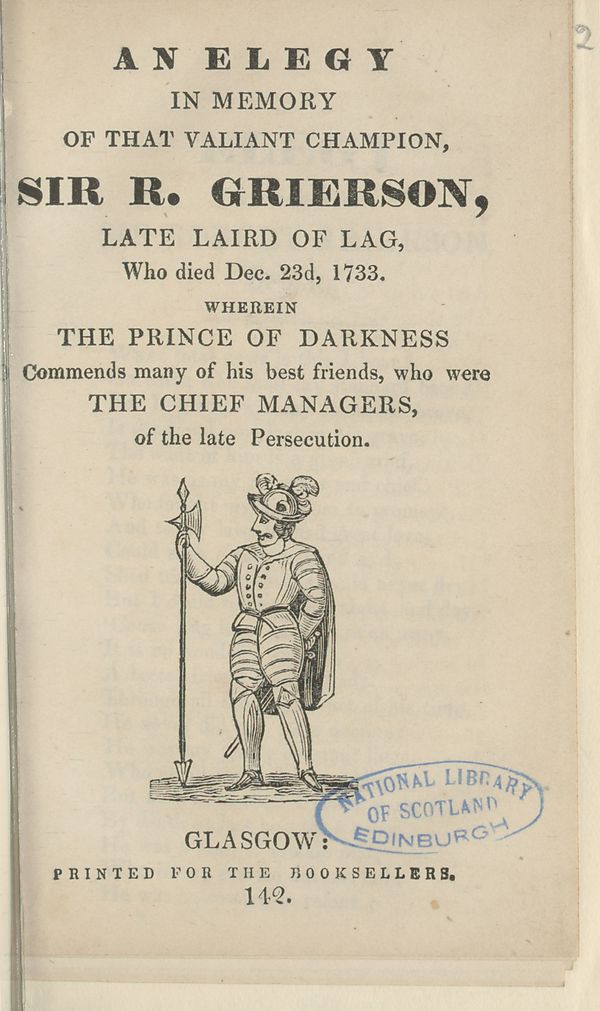 2
AN ELEGY
IN MEMORY
OF THAT VALIANT CHAMPION,
SIR R. GRIERSON,
LATE LAIRD OF LAG,
Who died Dec. 23d, 1733.
WHEREIN
THE PRINCE OF DARKNESS
Commends many of his best friends, who were
THE CHIEF MANAGERS,
of the late Persecution.
NATIONAL LIBRARY
OF SCOTLAND
EDINBURGH
GLASGOW:
PRINTED FOR THE BOOKSELLERS.
142.